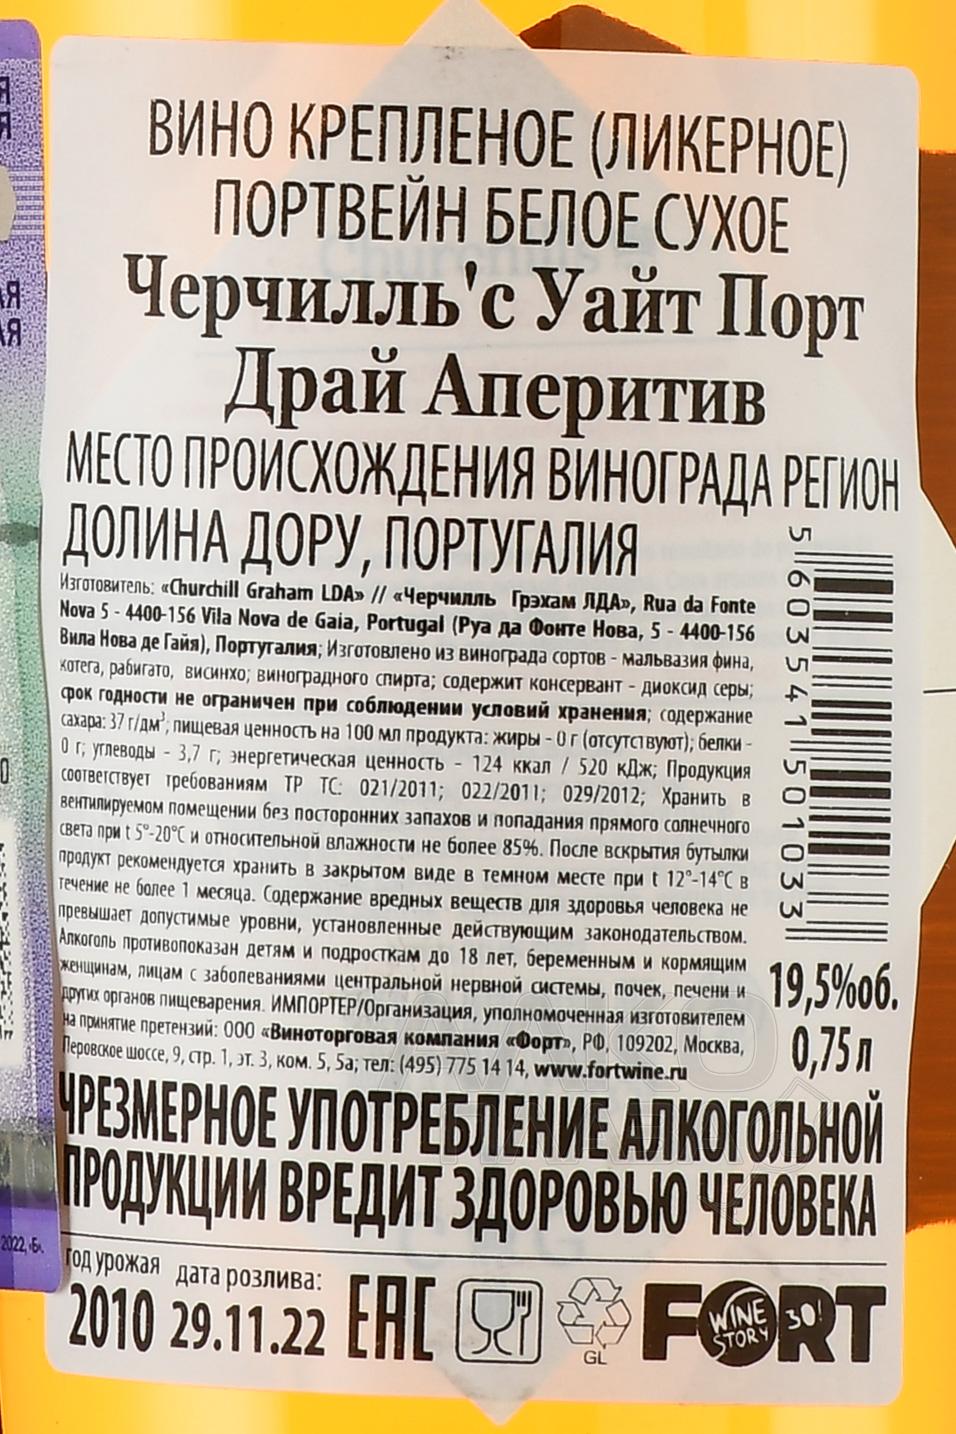 ВИНО КРЕПЛЕНОЕ (ЛИКЕРНОЕ)
ПОРТВЕЙН БЕЛОЕ СУХОЕ
Черчилль'с Уайт Порт
Драй Аперитив
МЕСТО ПРОИСХОЖДЕНИЯ ВИНОГРАДА РЕГИОН
ДОЛИНА ДОРУ, ПОРТУГАЛИЯ
Изготовитель: «Churchill Graham LDA» // «Черчилль Грэхам ЛДА», Rua da Fonte
Nova 5 - 4400-156 Vila Nova de Gaia, Portugal (Руа да Фонте Нова, 5 - 4400-156
Вила Нова де Гайя), Португалия; Изготовлено из винограда сортов - мальвазия фина,
котега, рабигато, висинхо; виноградного спирта; содержит консервант - диоксид серы;
срок годности не ограничен при соблюдении условий хранения; содержание
сахара: 37 г/дм³; пищевая ценность на 100 мл продукта: жиры - 0 г (отсутствуют); белки -
0 г; углеводы - 3,7 г; энергетическая ценность - 124 ккал / 520 кДж; Продукция
соответствует требованиям ТР ТС: 021/2011; 022/2011; 029/2012; Хранить в
вентилируемом помещении без посторонних запахов и попадания прямого солнечного
света при t 5°-20°С и относительной влажности не более 85%. После вскрытия бутылки
продукт рекомендуется хранить в закрытом виде в темном месте при t 12°-14°С в
течение не более 1 месяца. Содержание вредных веществ для здоровья человека не
превышает допустимые уровни, установленные действующим законодательством.
Алкоголь противопоказан детям и подросткам до 18 лет, беременным и кормящим
женщинам, лицам с заболеваниями центральной нервной системы, почек, печени и
других органов пищеварения. ИМПОРТЕР/Организация, уполномоченная изготовителем
на принятие претензий: ООО «Виноторговая компания «Форт», РФ, 109202, Москва,
Перовское шоссе, 9, стр. 1, эт. 3, ком. 5, 5а; тел: (495) 775 14 14, www.fortwine.ru
5 603541 501033
19,5%об.
0,75 л
ЧРЕЗМЕРНОЕ УПОТРЕБЛЕНИЕ АЛКОГОЛЬНОЙ
ПРОДУКЦИИ ВРЕДИТ ЗДОРОВЬЮ ЧЕЛОВЕКА
год урожая
2010
дата розлива:
29.11.22
EAC
GL
FORT
WINE
STORY
30!